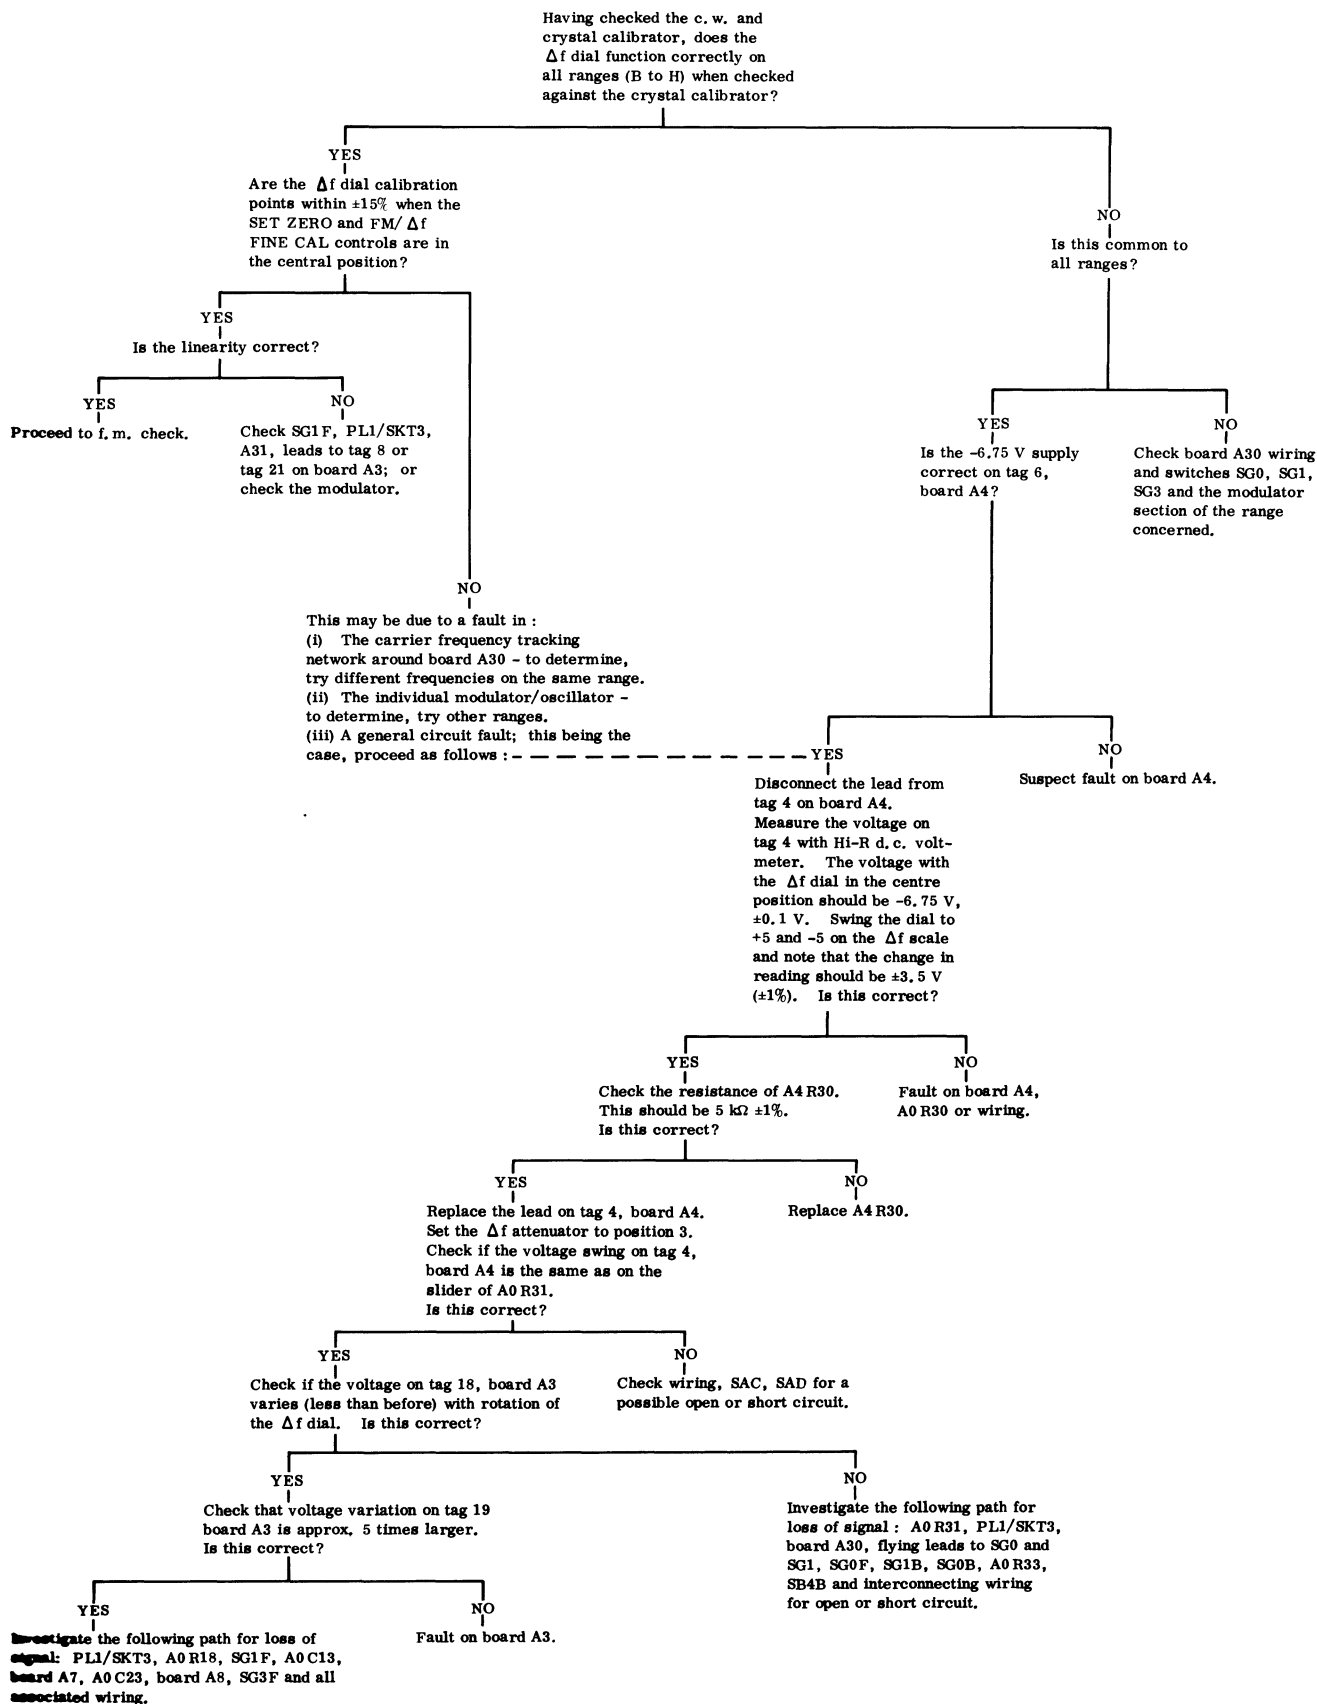 Having checked the c. w. and
crystal calibrator, does the
Δf dial function correctly on
all ranges (B to H) when checked
against the crystal calibrator?
YES
Are the Δf dial calibration
points within ±15% when the
SET ZERO and FM/Δf
FINE CAL controls are in
the central position?
NO
Is this common to
all ranges?
YES
Is the linearity correct?
YES
Proceed to f. m. check.
NO
Check SG1F, PL1/SKT3,
A31, leads to tag 8 or
tag 21 on board A3; or
check the modulator.
YES
Is the -6.75 V supply
correct on tag 6,
board A4?
NO
Check board A30 wiring
and switches SG0, SG1,
SG3 and the modulator
section of the range
concerned.
NO
This may be due to a fault in :
(i) The carrier frequency tracking
network around board A30 - to determine,
try different frequencies on the same range.
(ii) The individual modulator/oscillator -
to determine, try other ranges.
(iii) A general circuit fault; this being the
case, proceed as follows :
YES
Disconnect the lead from
tag 4 on board A4.
Measure the voltage on
tag 4 with Hi-R d. c. volt-
meter. The voltage with
the Δf dial in the centre
position should be -6.75 V,
±0.1 V. Swing the dial to
+5 and -5 on the Δf scale
and note that the change in
reading should be ±3.5 V
(±1%). Is this correct?
NO
Suspect fault on board A4.
YES
Check the resistance of A4R30.
This should be 5 kΩ ±1%.
Is this correct?
NO
Fault on board A4,
A0R30 or wiring.
YES
Replace the lead on tag 4, board A4.
Set the Δf attenuator to position 3.
Check if the voltage swing on tag 4,
board A4 is the same as on the
slider of A0R31.
Is this correct?
NO
Replace A4R30.
YES
Check if the voltage on tag 18, board A3
varies (less than before) with rotation of
the Δf dial. Is this correct?
NO
Check wiring, SAC, SAD for a
possible open or short circuit.
YES
Check that voltage variation on tag 19
board A3 is approx. 5 times larger.
Is this correct?
NO
Investigate the following path for
loss of signal : A0R31, PL1/SKT3,
board A30, flying leads to SG0 and
SG1, SG0F, SG1B, SG0B, A0R33,
SB4B and interconnecting wiring
for open or short circuit.
YES
Investigate the following path for loss of
signal: PL1/SKT3, A0R18, SG1F, A0C13,
board A7, A0C23, board A8, SG3F and all
associated wiring.
NO
Fault on board A3.